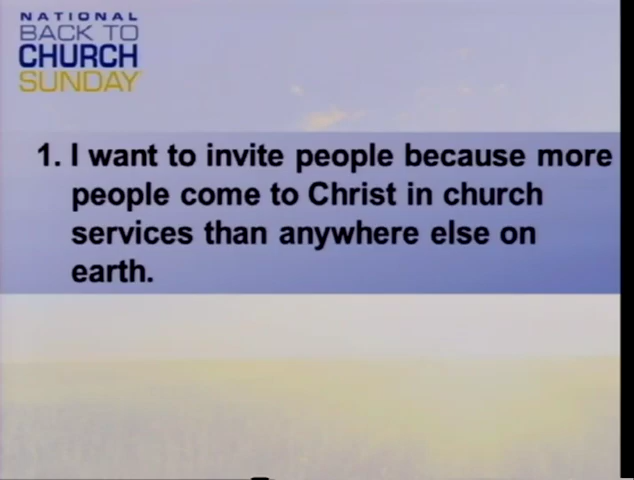 NATIONAL
BACK TO
CHURCH
SUNDAY
1. I want to invite people because more
people come to Christ in church
services than anywhere else on
earth.